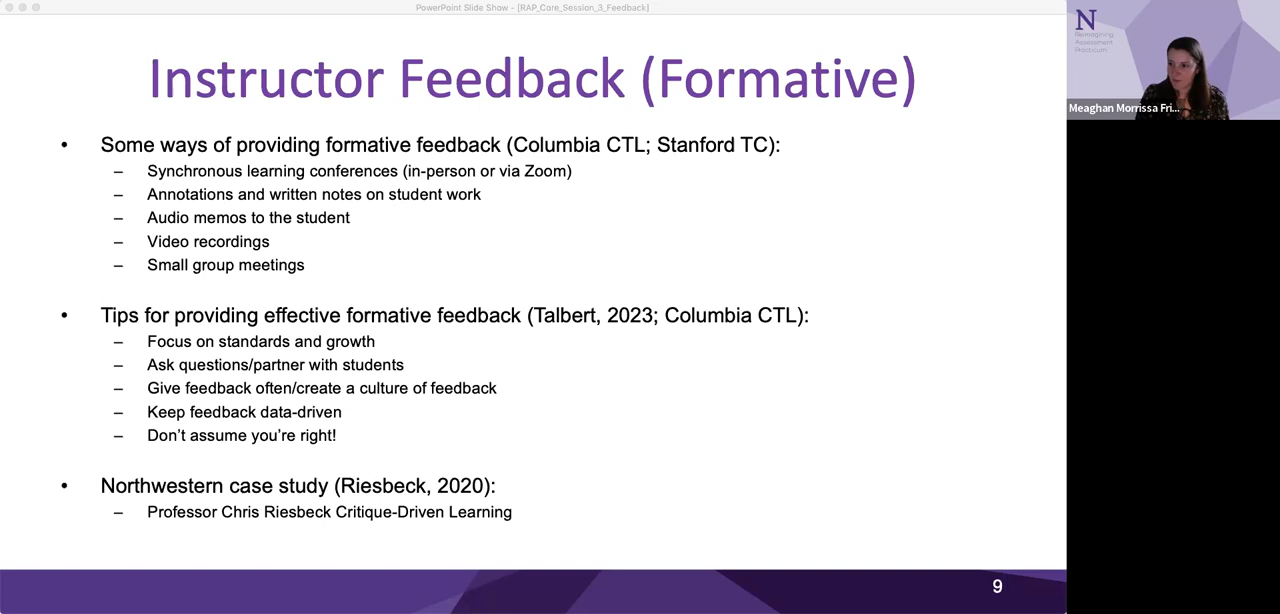 PowerPoint Slide Show - [RAP_Core_Session_3_Feedback]
Instructor Feedback (Formative)
• Some ways of providing formative feedback (Columbia CTL; Stanford TC):
– Synchronous learning conferences (in-person or via Zoom)
– Annotations and written notes on student work
– Audio memos to the student
– Video recordings
– Small group meetings
• Tips for providing effective formative feedback (Talbert, 2023; Columbia CTL):
– Focus on standards and growth
– Ask questions/partner with students
– Give feedback often/create a culture of feedback
– Keep feedback data-driven
– Don’t assume you’re right!
• Northwestern case study (Riesbeck, 2020):
– Professor Chris Riesbeck Critique-Driven Learning
9
N
Reimagining
Assessment
Practicum
Meaghan Morrissa Fri...